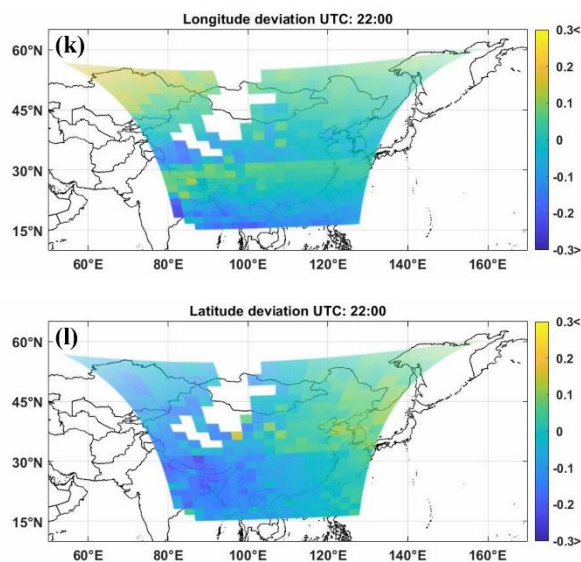 Longitude deviation UTC: 22:00
(k)
60°N
45°N
30°N
15°N
60°E 80°E 100°E 120°E 140°E 160°E
0.3<
0.2
0.1
0
-0.1
-0.2
-0.3>
Latitude deviation UTC: 22:00
(l)
60°N
45°N
30°N
15°N
60°E 80°E 100°E 120°E 140°E 160°E
0.3<
0.2
0.1
0
-0.1
-0.2
-0.3>